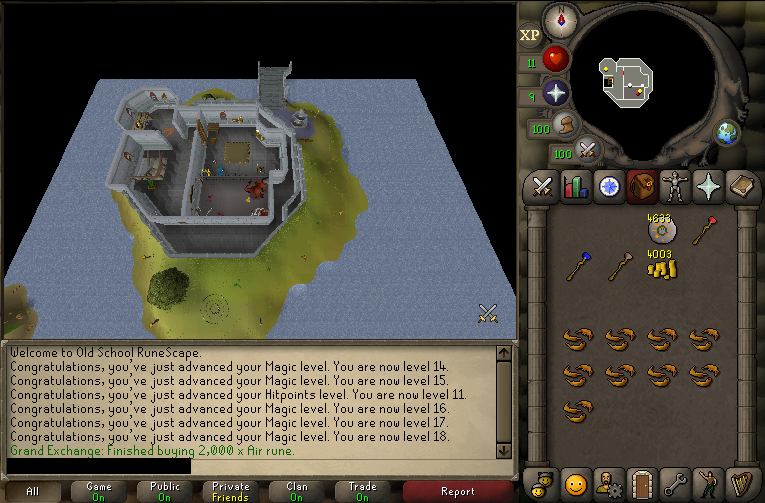 N
XP
11
9
100
100
4633
4003
Welcome to Old School RuneScape.
Congratulations, you've just advanced your Magic level. You are now level 14.
Congratulations, you've just advanced your Magic level. You are now level 15.
Congratulations, you've just advanced your Hitpoints level. You are now level 11.
Congratulations, you've just advanced your Magic level. You are now level 16.
Congratulations, you've just advanced your Magic level. You are now level 17.
Congratulations, you've just advanced your Magic level. You are now level 18.
Grand Exchange: Finished buying 2,000 x Air rune.
All
Game
On
Public
On
Private
Friends
Clan
On
Trade
On
Report